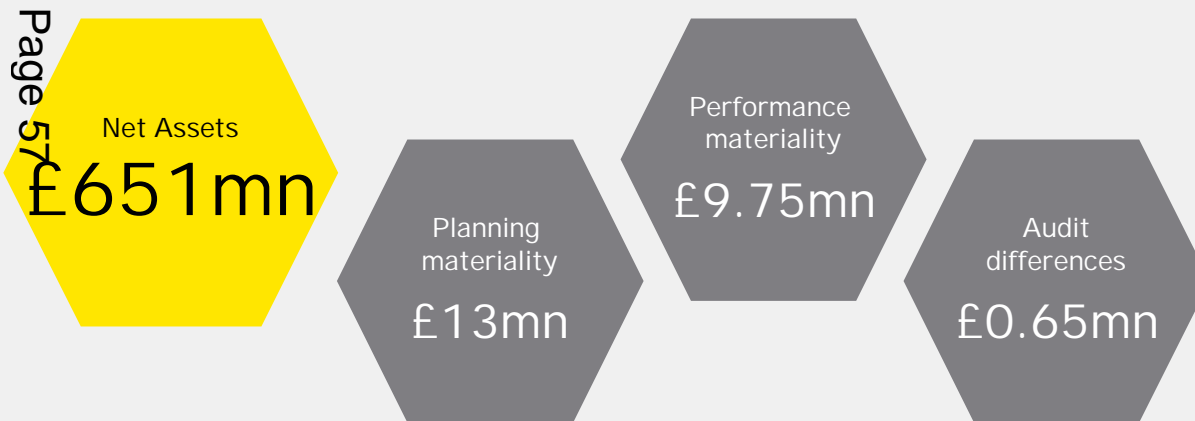 Page 57
Net Assets
£651mn
Planning
materiality
£13mn
Performance
materiality
£9.75mn
Audit
differences
£0.65mn